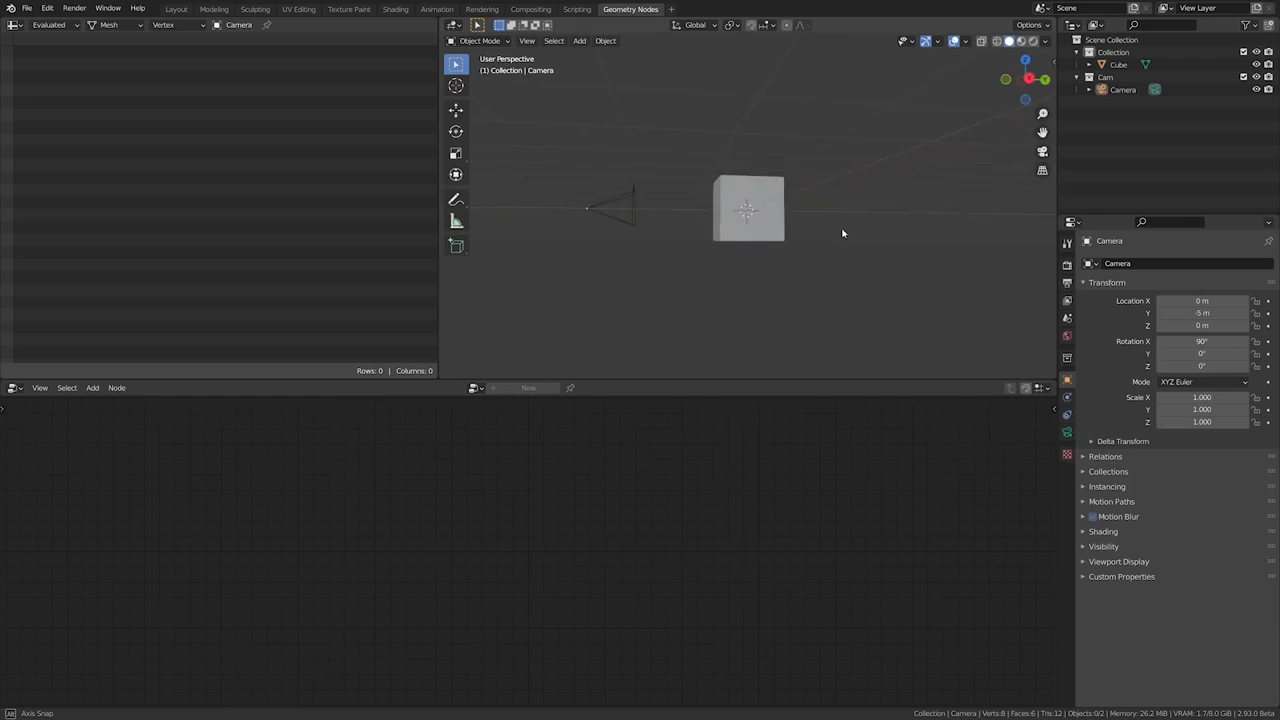 File Edit Render Window Help Layout Modeling Sculpting UV Editing Texture Paint Shading Animation Rendering Compositing Scripting Geometry Nodes + Scene View Layer
Evaluated Mesh Vertex Camera
Global Options
Object Mode View Select Add Object
User Perspective
(1) Collection | Camera
Rows: 0 | Columns: 0
View Select Add Node New
Scene Collection
Collection
Cube
Cam
Camera
Camera
Camera
Transform
Location X 0 m
Y -5 m
Z 0 m
Rotation X 90°
Y 0°
Z 0°
Mode XYZ Euler
Scale X 1.000
Y 1.000
Z 1.000
Delta Transform
Relations
Collections
Instancing
Motion Paths
Motion Blur
Shading
Visibility
Viewport Display
Custom Properties
Axis Snap
Collection | Camera | Verts:8 | Faces:6 | Tris:12 | Objects:0/2 | Memory: 26.2 MiB | VRAM: 1.7/8.0 GiB | 2.93.0 Beta